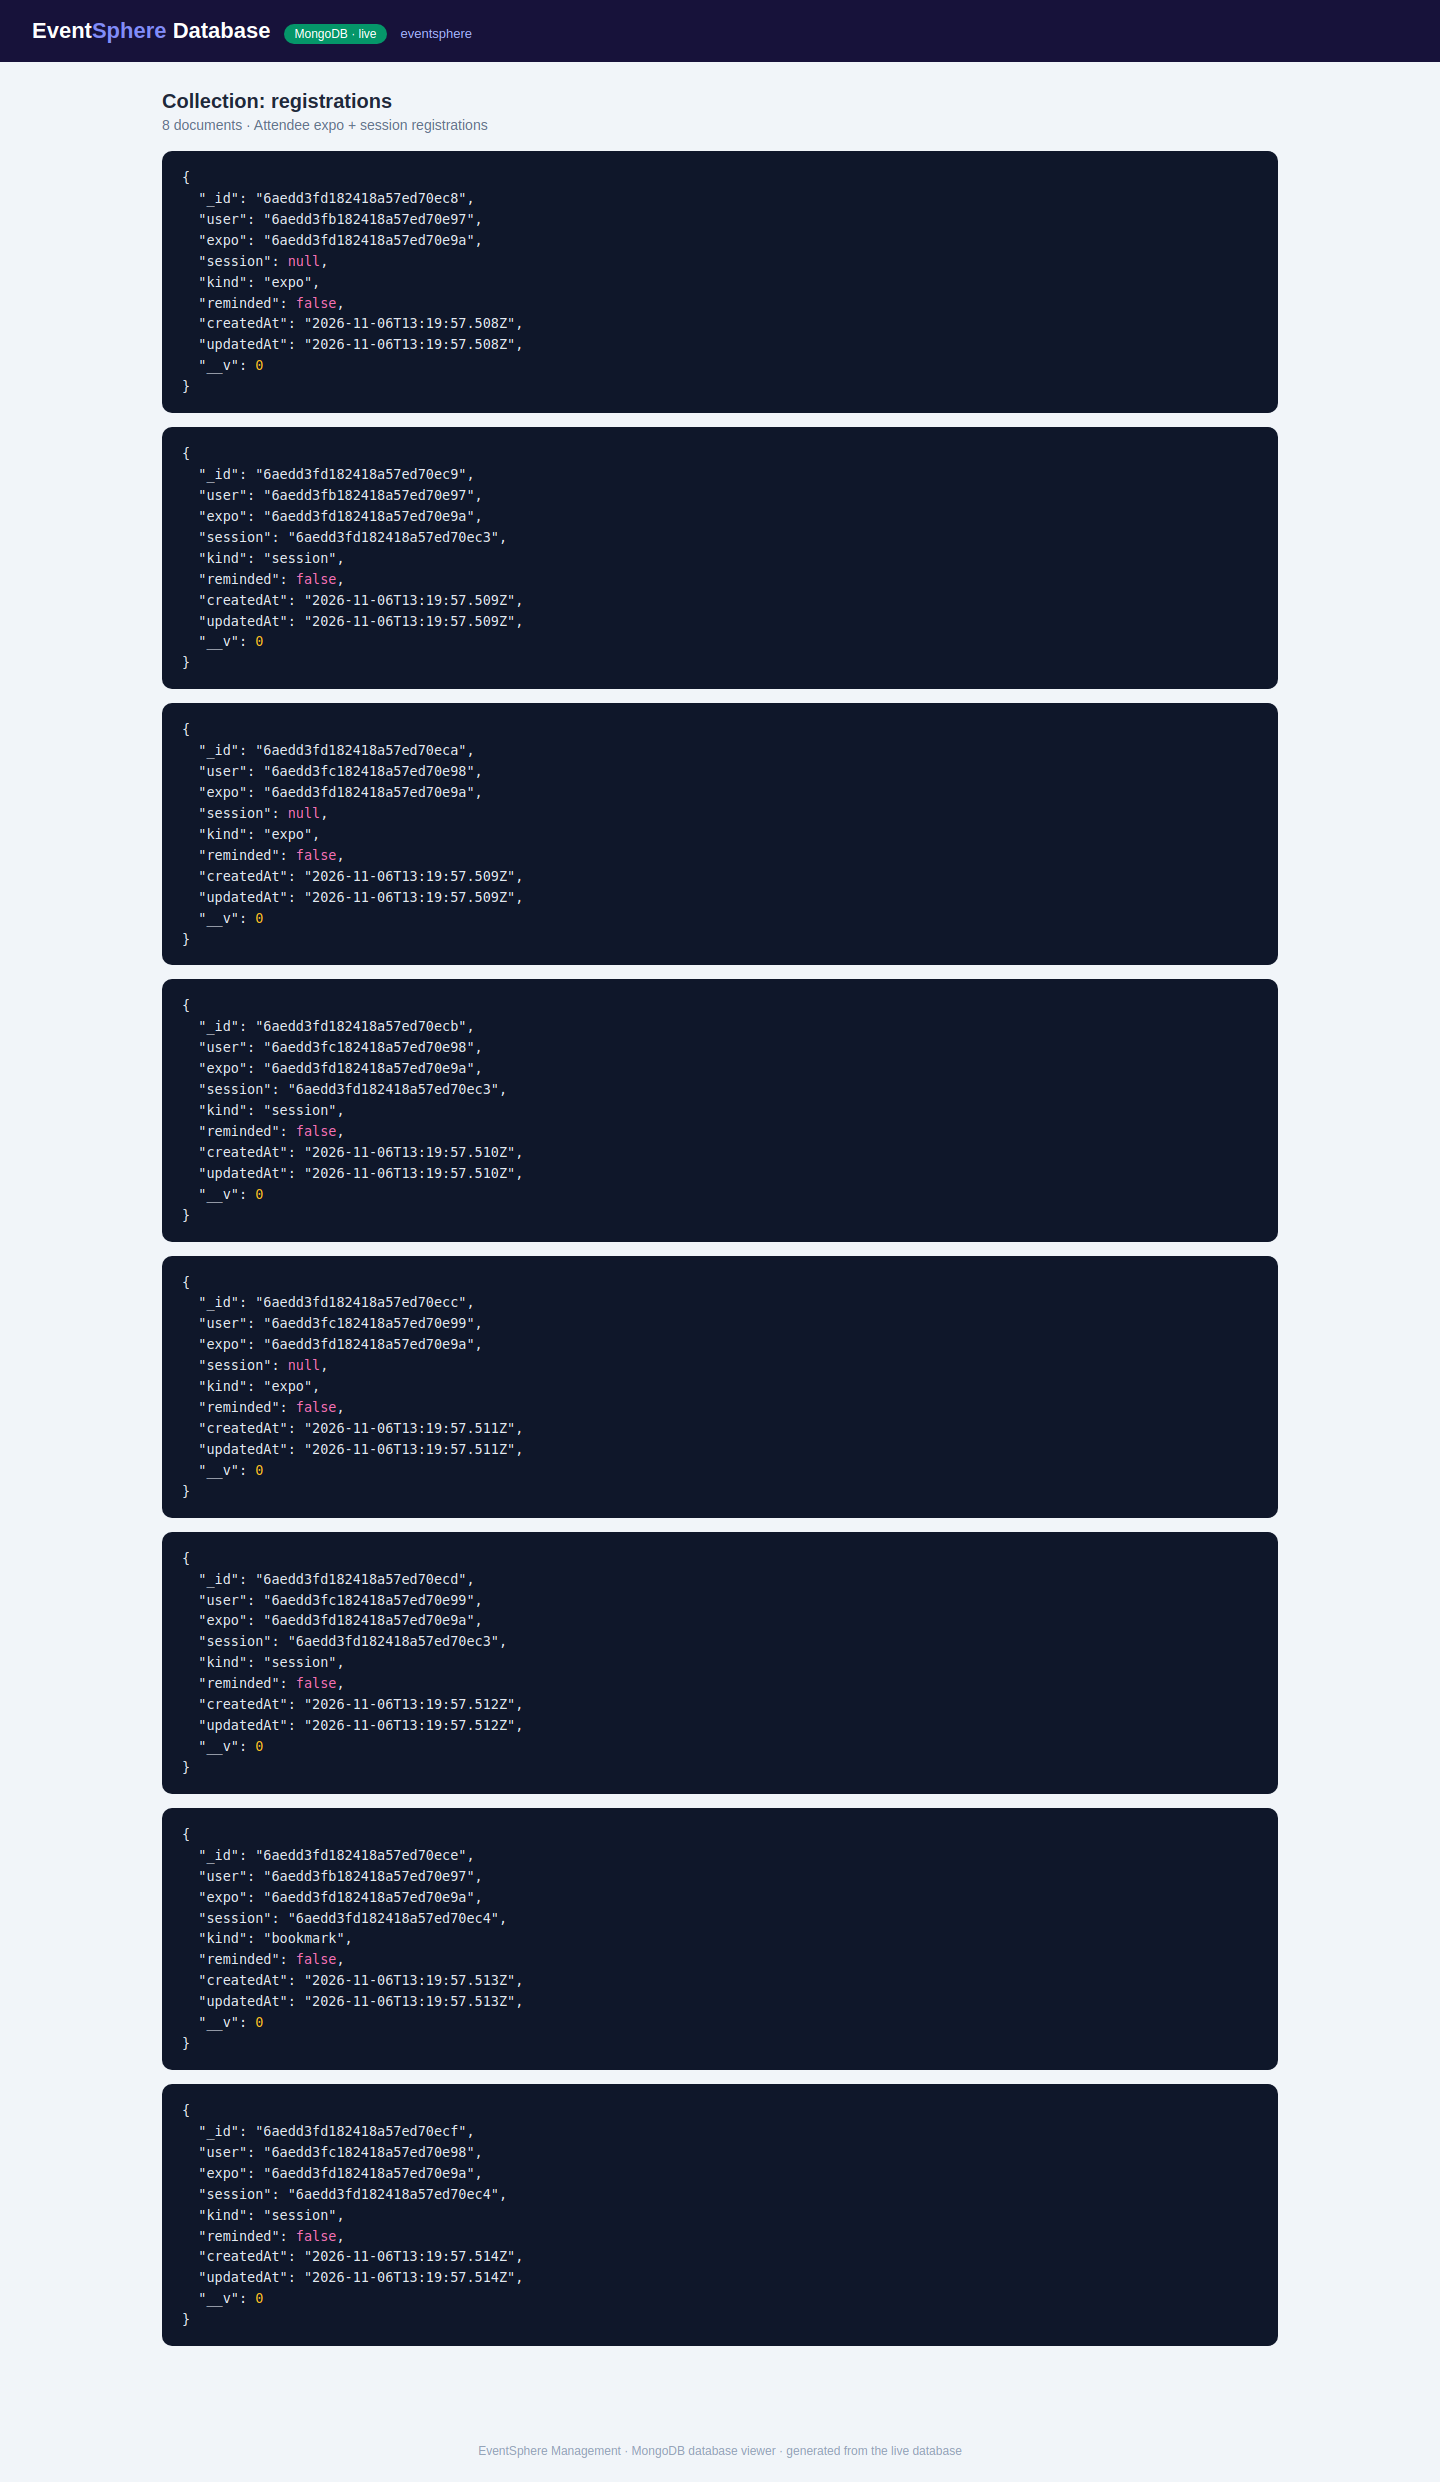 EventSphere Database MongoDB · live eventsphere
Collection: registrations
8 documents · Attendee expo + session registrations
{
  "_id": "6aedd3fd182418a57ed70ec8",
  "user": "6aedd3fb182418a57ed70e97",
  "expo": "6aedd3fd182418a57ed70e9a",
  "session": null,
  "kind": "expo",
  "reminded": false,
  "createdAt": "2026-11-06T13:19:57.508Z",
  "updatedAt": "2026-11-06T13:19:57.508Z",
  "__v": 0
}
{
  "_id": "6aedd3fd182418a57ed70ec9",
  "user": "6aedd3fb182418a57ed70e97",
  "expo": "6aedd3fd182418a57ed70e9a",
  "session": "6aedd3fd182418a57ed70ec3",
  "kind": "session",
  "reminded": false,
  "createdAt": "2026-11-06T13:19:57.509Z",
  "updatedAt": "2026-11-06T13:19:57.509Z",
  "__v": 0
}
{
  "_id": "6aedd3fd182418a57ed70eca",
  "user": "6aedd3fc182418a57ed70e98",
  "expo": "6aedd3fd182418a57ed70e9a",
  "session": null,
  "kind": "expo",
  "reminded": false,
  "createdAt": "2026-11-06T13:19:57.509Z",
  "updatedAt": "2026-11-06T13:19:57.509Z",
  "__v": 0
}
{
  "_id": "6aedd3fd182418a57ed70ecb",
  "user": "6aedd3fc182418a57ed70e98",
  "expo": "6aedd3fd182418a57ed70e9a",
  "session": "6aedd3fd182418a57ed70ec3",
  "kind": "session",
  "reminded": false,
  "createdAt": "2026-11-06T13:19:57.510Z",
  "updatedAt": "2026-11-06T13:19:57.510Z",
  "__v": 0
}
{
  "_id": "6aedd3fd182418a57ed70ecc",
  "user": "6aedd3fc182418a57ed70e99",
  "expo": "6aedd3fd182418a57ed70e9a",
  "session": null,
  "kind": "expo",
  "reminded": false,
  "createdAt": "2026-11-06T13:19:57.511Z",
  "updatedAt": "2026-11-06T13:19:57.511Z",
  "__v": 0
}
{
  "_id": "6aedd3fd182418a57ed70ecd",
  "user": "6aedd3fc182418a57ed70e99",
  "expo": "6aedd3fd182418a57ed70e9a",
  "session": "6aedd3fd182418a57ed70ec3",
  "kind": "session",
  "reminded": false,
  "createdAt": "2026-11-06T13:19:57.512Z",
  "updatedAt": "2026-11-06T13:19:57.512Z",
  "__v": 0
}
{
  "_id": "6aedd3fd182418a57ed70ece",
  "user": "6aedd3fb182418a57ed70e97",
  "expo": "6aedd3fd182418a57ed70e9a",
  "session": "6aedd3fd182418a57ed70ec4",
  "kind": "bookmark",
  "reminded": false,
  "createdAt": "2026-11-06T13:19:57.513Z",
  "updatedAt": "2026-11-06T13:19:57.513Z",
  "__v": 0
}
{
  "_id": "6aedd3fd182418a57ed70ecf",
  "user": "6aedd3fc182418a57ed70e98",
  "expo": "6aedd3fd182418a57ed70e9a",
  "session": "6aedd3fd182418a57ed70ec4",
  "kind": "session",
  "reminded": false,
  "createdAt": "2026-11-06T13:19:57.514Z",
  "updatedAt": "2026-11-06T13:19:57.514Z",
  "__v": 0
}
EventSphere Management · MongoDB database viewer · generated from the live database